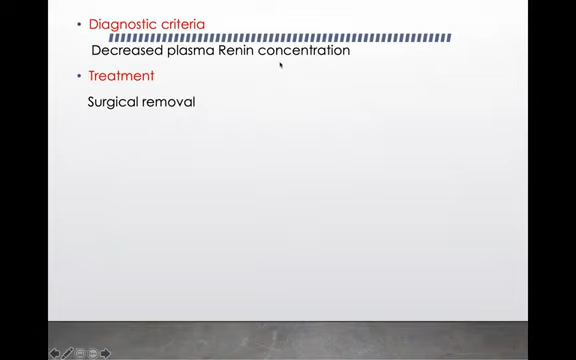 • Diagnostic criteria
Decreased plasma Renin concentration
• Treatment
Surgical removal